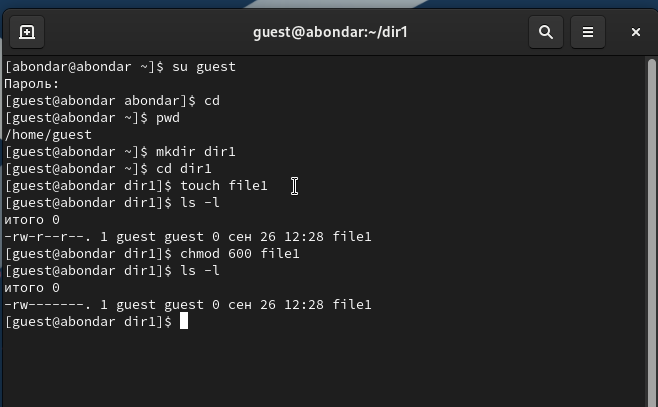 guest@abondar:~/dir1
[abondar@abondar ~]$ su guest
Пароль:
[guest@abondar abondar]$ cd
[guest@abondar ~]$ pwd
/home/guest
[guest@abondar ~]$ mkdir dir1
[guest@abondar ~]$ cd dir1
[guest@abondar dir1]$ touch file1
[guest@abondar dir1]$ ls -l
итого 0
-rw-r--r--. 1 guest guest 0 сен 26 12:28 file1
[guest@abondar dir1]$ chmod 600 file1
[guest@abondar dir1]$ ls -l
итого 0
-rw-------. 1 guest guest 0 сен 26 12:28 file1
[guest@abondar dir1]$